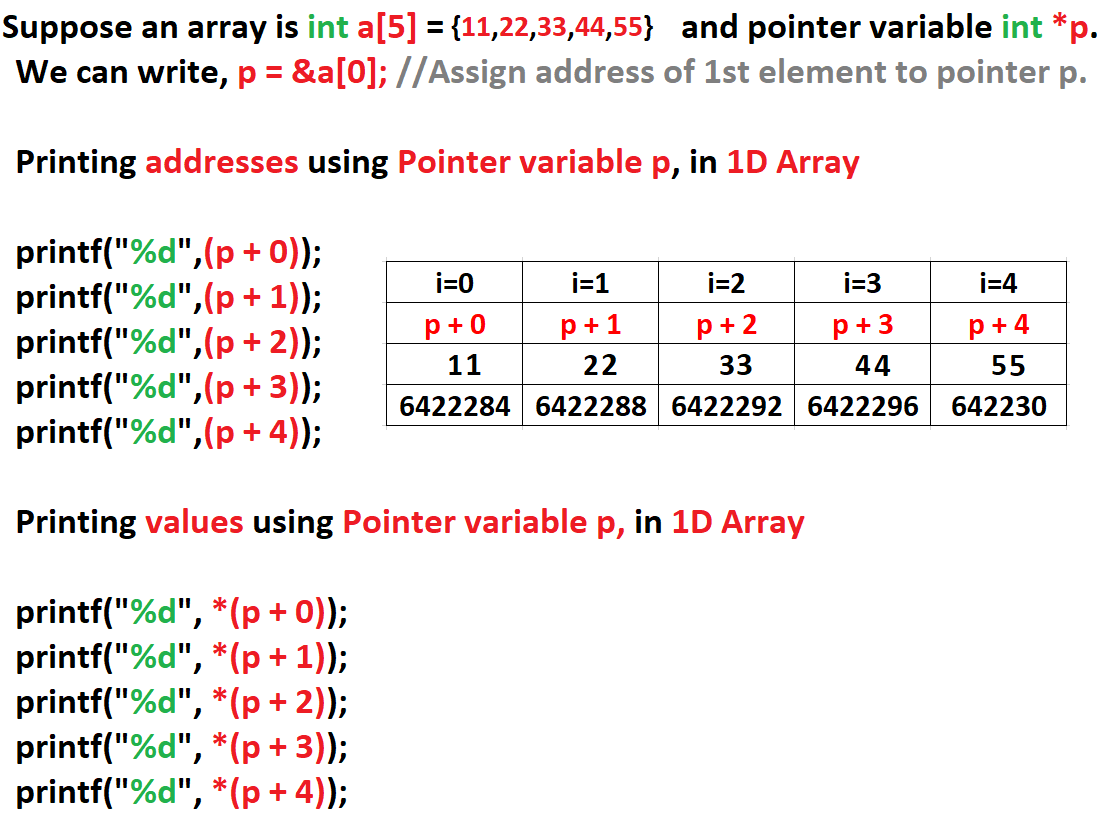 Suppose an array is int a[5] = {11,22,33,44,55} and pointer variable int *p.
We can write, p = &a[0]; //Assign address of 1st element to pointer p.
Printing addresses using Pointer variable p, in 1D Array
printf("%d",(p + 0));
printf("%d",(p + 1));
printf("%d",(p + 2));
printf("%d",(p + 3));
printf("%d",(p + 4));
i=0 i=1 i=2 i=3 i=4
p + 0 p + 1 p + 2 p + 3 p + 4
11 22 33 44 55
6422284 6422288 6422292 6422296 642230
Printing values using Pointer variable p, in 1D Array
printf("%d", *(p + 0));
printf("%d", *(p + 1));
printf("%d", *(p + 2));
printf("%d", *(p + 3));
printf("%d", *(p + 4));